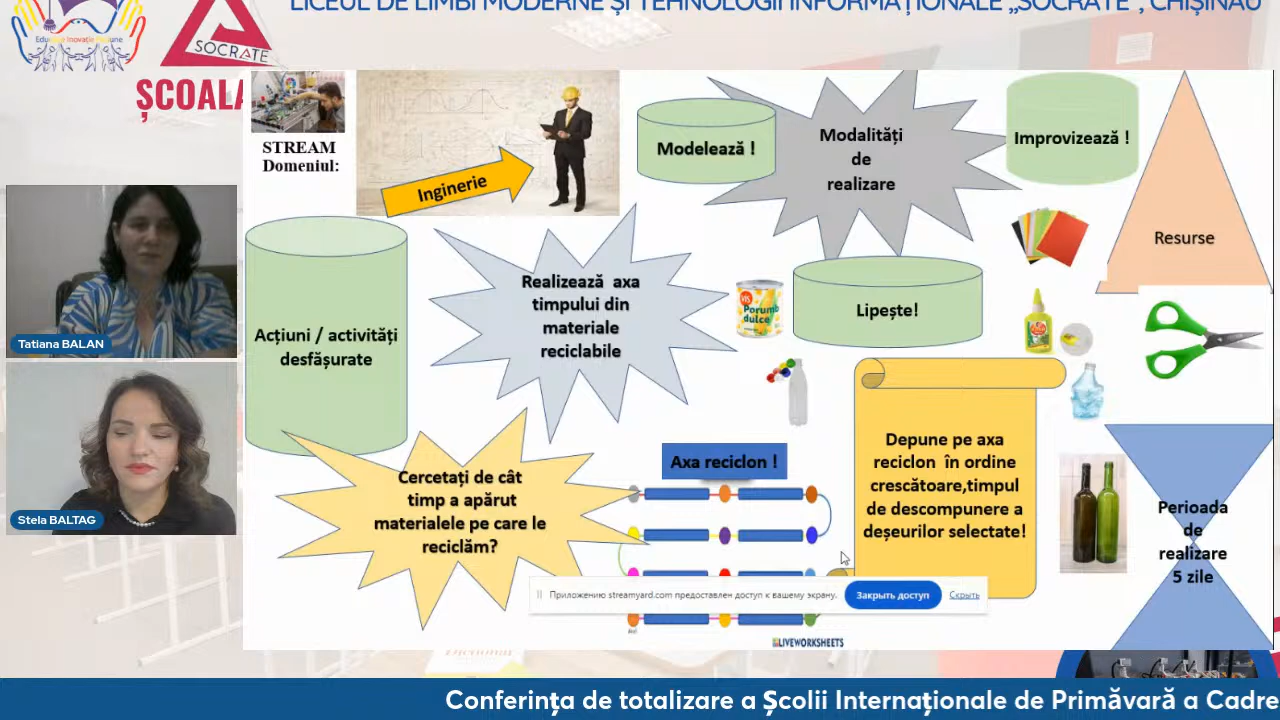 LICEUL DE LIMBI MODERNE ȘI TEHNOLOGII INFORMAȚIONALE „SOCRATE", CHIȘINĂU
SOCRATE
ȘCOALA
STREAM
Domeniul:
Inginerie
Modelează !
Modalități
de
realizare
Improvizează !
Resurse
Acțiuni / activități
desfășurate
Realizează axa
timpului din
materiale
reciclabile
VIS
Porumb
dulce
Lipește!
Tatiana BALAN
Cercetați de cât
timp a apărut
materialele pe care le
reciclăm?
Axa reciclon !
Depune pe axa
reciclon în ordine
crescătoare,timpul
de descompunere a
deșeurilor selectate!
Perioada
de
realizare
5 zile
Stela BALTAG
Приложению streamyard.com предоставлен доступ к вашему экрану.
Закрыть доступ
Скрыть
LIVEWORKSHEETS
Conferința de totalizare a Școlii Internaționale de Primăvară a Cadre